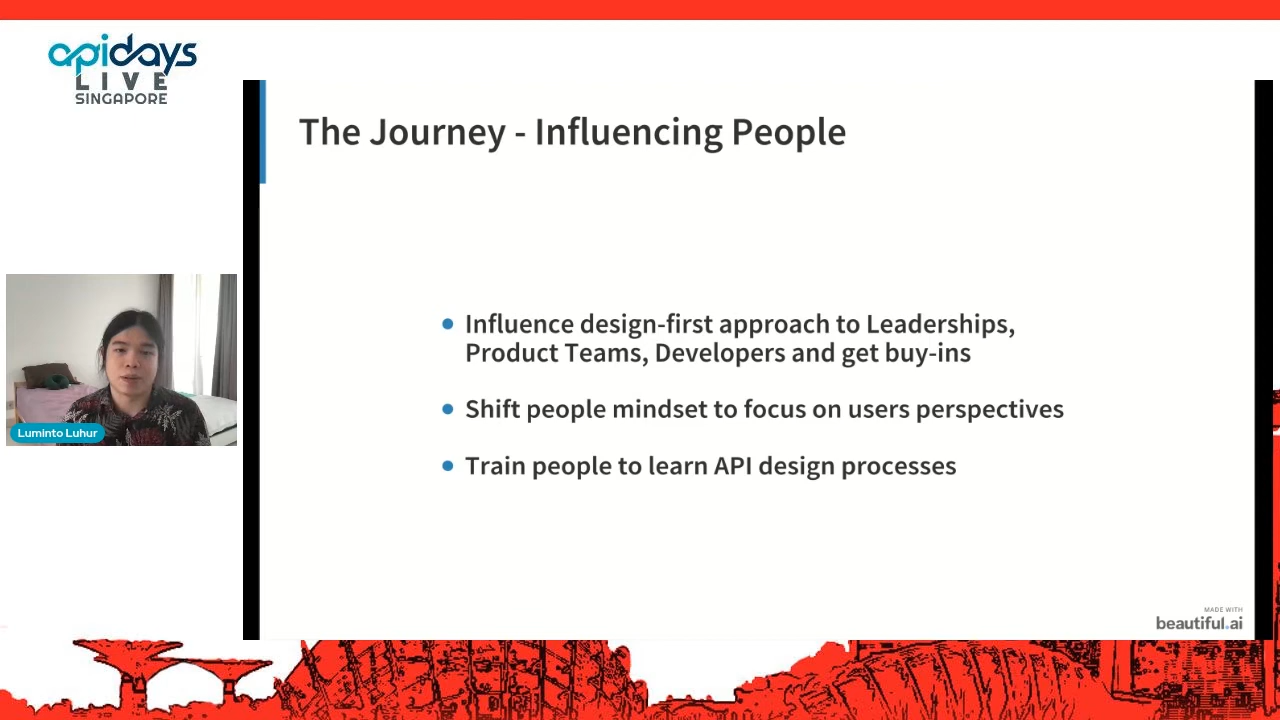 apidays
LIVE
SINGAPORE
The Journey - Influencing People
Influence design-first approach to Leaderships,
Product Teams, Developers and get buy-ins
Shift people mindset to focus on users perspectives
Train people to learn API design processes
Luminto Luhur
MADE WITH
beautiful.ai